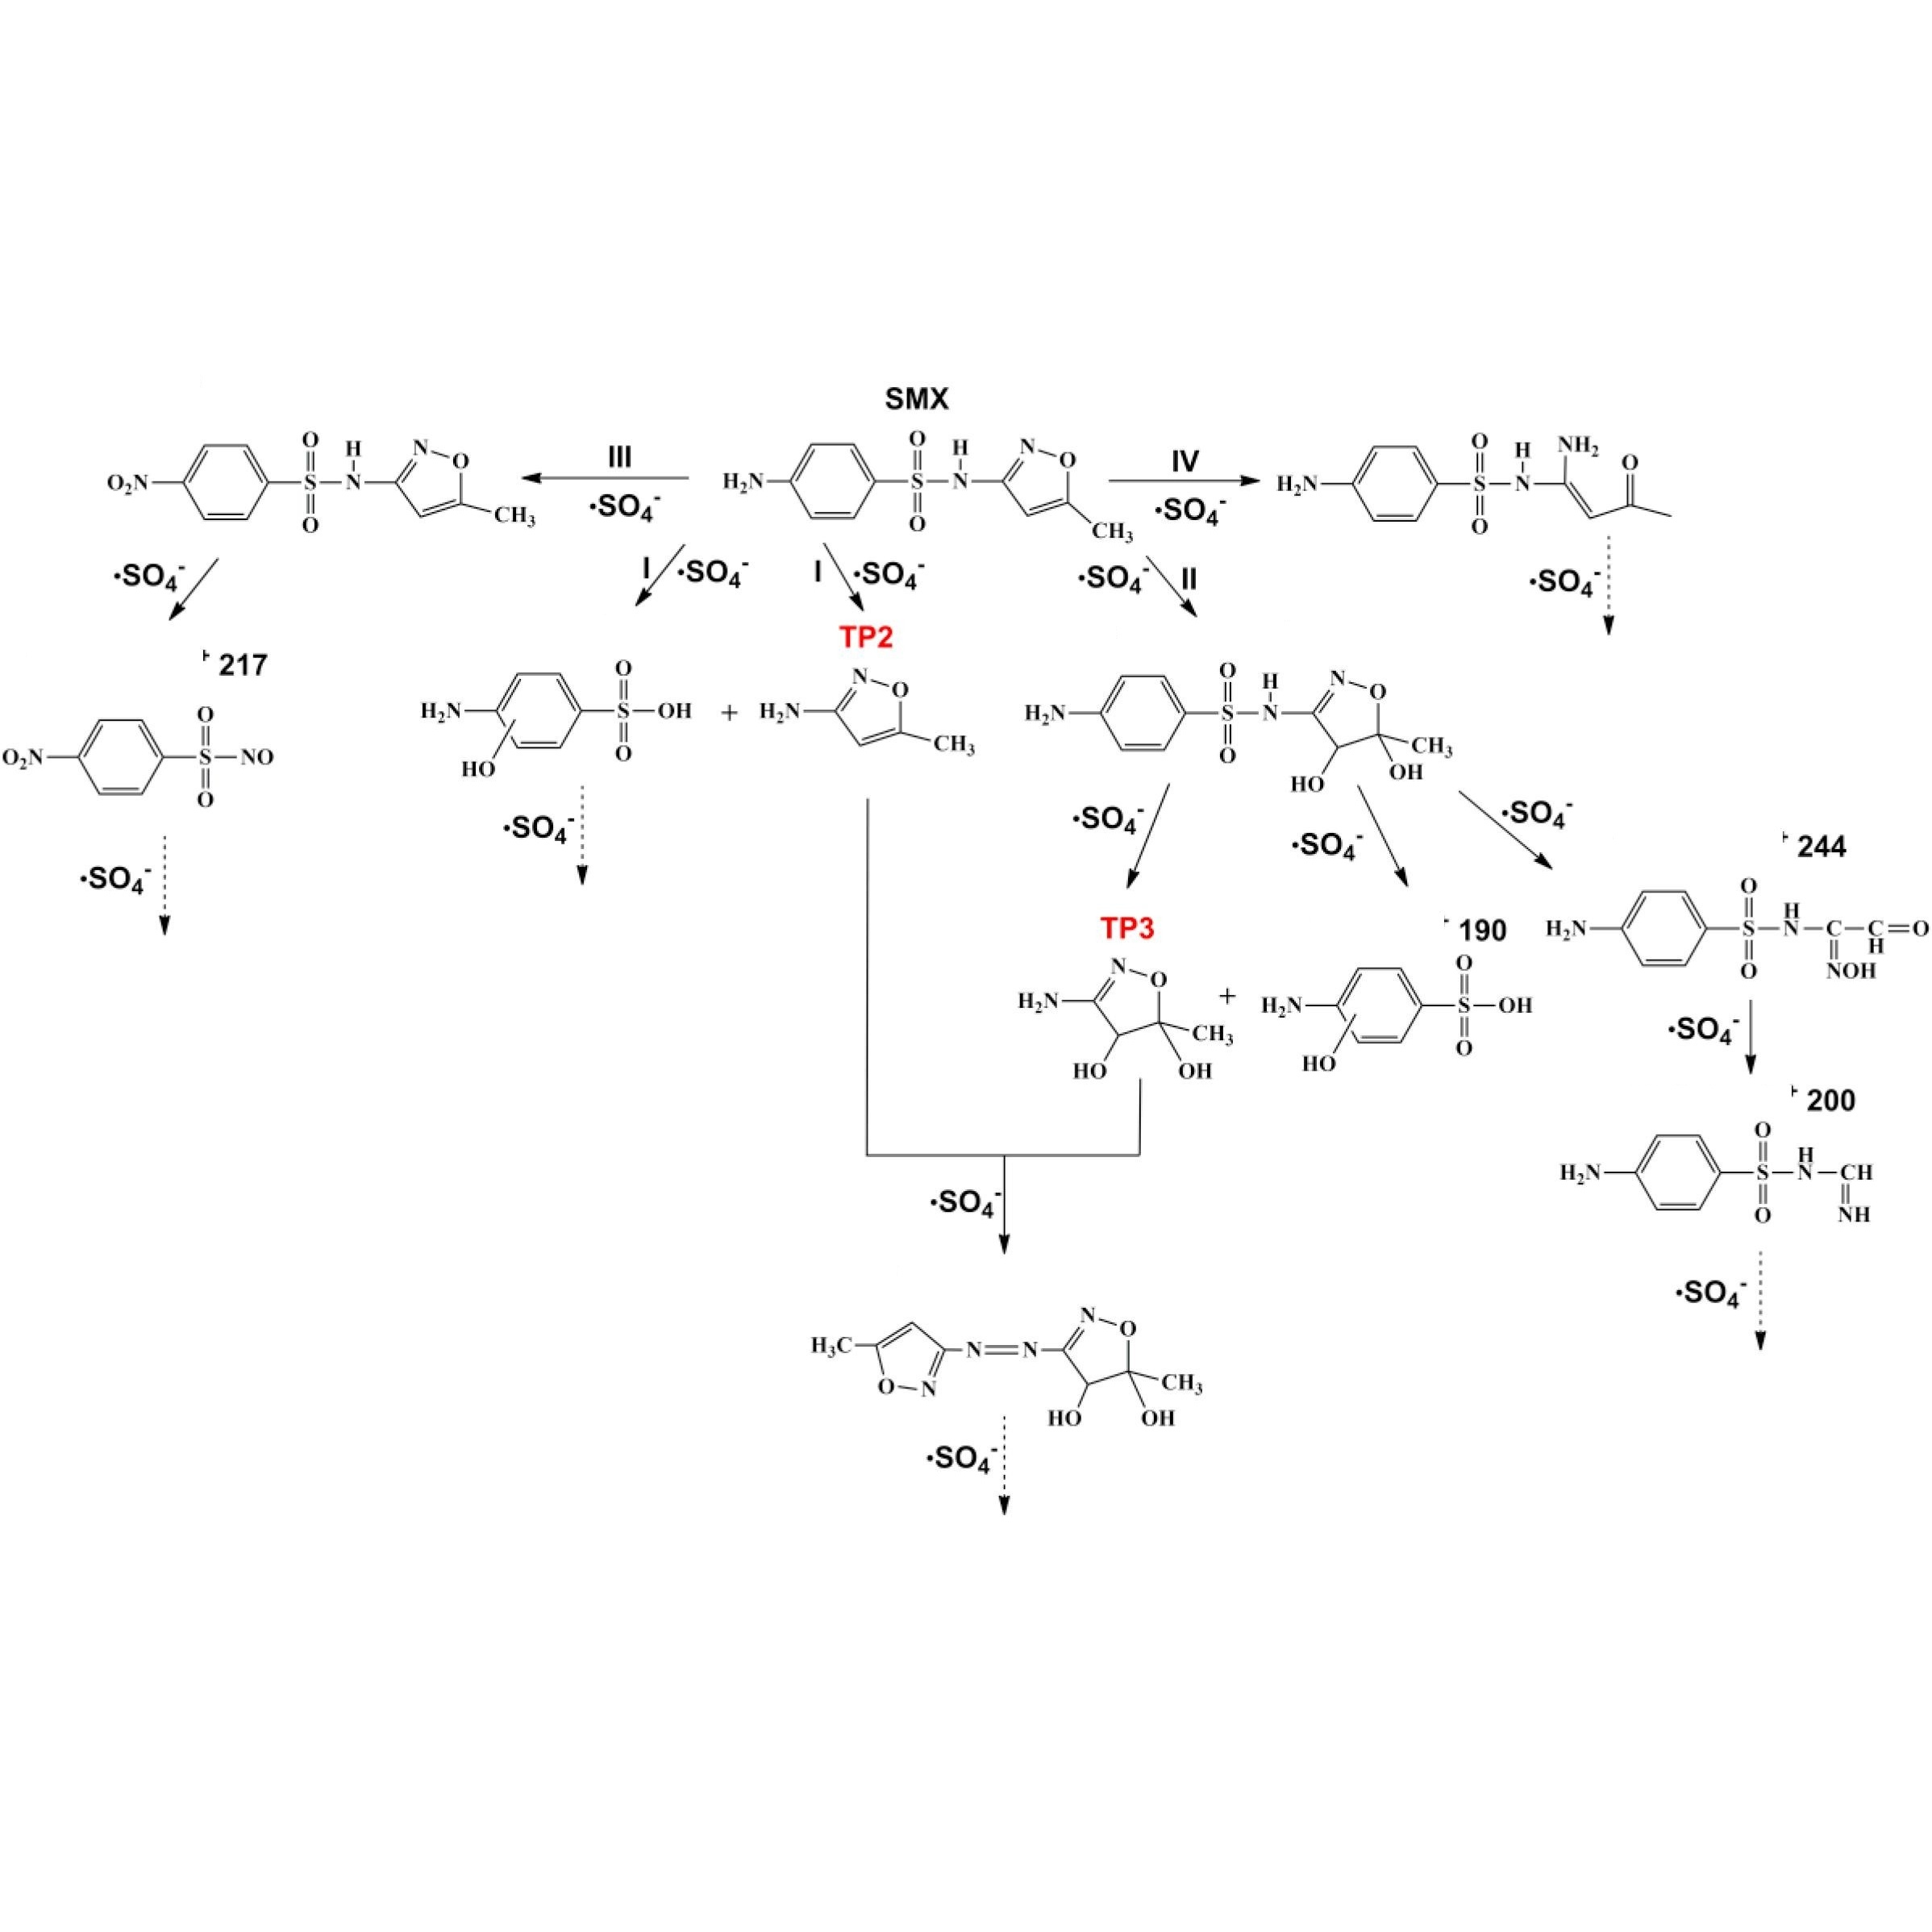 SMX
O₂N S O O H N N O CH₃
III
•SO₄⁻
H₂N S O O H N N O CH₃
IV
•SO₄⁻
H₂N S O O H N NH₂ O
•SO₄⁻
I •SO₄⁻
I •SO₄⁻
•SO₄⁻ II
•SO₄⁻
217
O₂N S O O NO
H₂N HO S O O OH
+
TP2
H₂N N O CH₃
H₂N S O O H N N O CH₃ HO OH
•SO₄⁻
•SO₄⁻
•SO₄⁻
•SO₄⁻
•SO₄⁻
244
H₂N S O O H N C C H O NOH
TP3
H₂N N O CH₃ HO OH
+
190
H₂N HO S O O OH
•SO₄⁻
200
H₂N S O O H N CH NH
•SO₄⁻
•SO₄⁻
H₃C O N N N N O CH₃ HO OH
•SO₄⁻